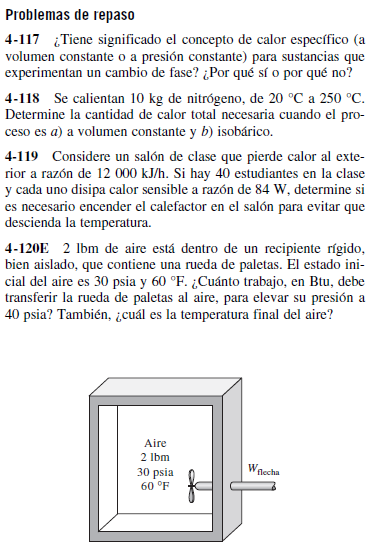 Problemas de repaso
4-117 ¿Tiene significado el concepto de calor específico (a
volumen constante o a presión constante) para sustancias que
experimentan un cambio de fase? ¿Por qué sí o por qué no?
4-118 Se calientan 10 kg de nitrógeno, de 20 °C a 250 °C.
Determine la cantidad de calor total necesaria cuando el pro-
ceso es a) a volumen constante y b) isobárico.
4-119 Considere un salón de clase que pierde calor al exte-
rior a razón de 12 000 kJ/h. Si hay 40 estudiantes en la clase
y cada uno disipa calor sensible a razón de 84 W, determine si
es necesario encender el calefactor en el salón para evitar que
descienda la temperatura.
4-120E 2 lbm de aire está dentro de un recipiente rígido,
bien aislado, que contiene una rueda de paletas. El estado ini-
cial del aire es 30 psia y 60 °F. ¿Cuánto trabajo, en Btu, debe
transferir la rueda de paletas al aire, para elevar su presión a
40 psia? También, ¿cuál es la temperatura final del aire?
Aire
2 lbm
30 psia
60 °F
Wflecha